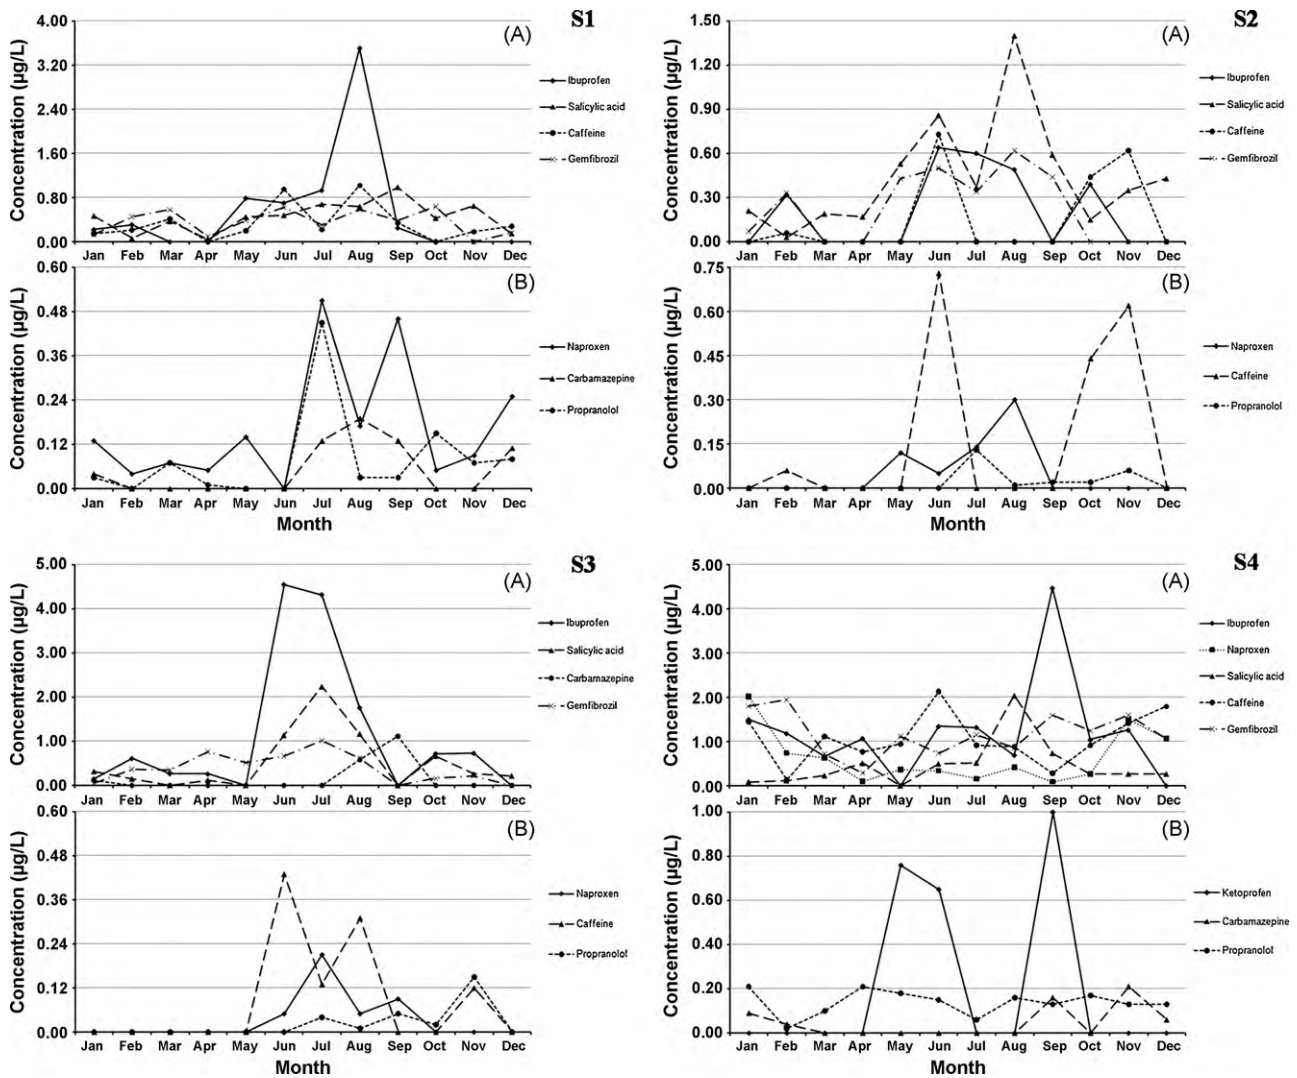 S1
(A)
Concentration (µg/L)
4.00
3.20
2.40
1.60
0.80
0.00
Jan Feb Mar Apr May Jun Jul Aug Sep Oct Nov Dec
Ibuprofen
Salicylic acid
Caffeine
Gemfibrozil
(B)
Concentration (µg/L)
0.60
0.48
0.36
0.24
0.12
0.00
Jan Feb Mar Apr May Jun Jul Aug Sep Oct Nov Dec
Month
Naproxen
Carbamazepine
Propranolol
S2
(A)
Concentration (µg/L)
1.50
1.20
0.90
0.60
0.30
0.00
Jan Feb Mar Apr May Jun Jul Aug Sep Oct Nov Dec
Ibuprofen
Salicylic acid
Caffeine
Gemfibrozil
(B)
Concentration (µg/L)
0.75
0.60
0.45
0.30
0.15
0.00
Jan Feb Mar Apr May Jun Jul Aug Sep Oct Nov Dec
Month
Naproxen
Caffeine
Propranolol
S3
(A)
Concentration (µg/L)
5.00
4.00
3.00
2.00
1.00
0.00
Jan Feb Mar Apr May Jun Jul Aug Sep Oct Nov Dec
Ibuprofen
Salicylic acid
Carbamazepine
Gemfibrozil
(B)
Concentration (µg/L)
0.60
0.48
0.36
0.24
0.12
0.00
Jan Feb Mar Apr May Jun Jul Aug Sep Oct Nov Dec
Month
Naproxen
Caffeine
Propranolol
S4
(A)
Concentration (µg/L)
5.00
4.00
3.00
2.00
1.00
0.00
Jan Feb Mar Apr May Jun Jul Aug Sep Oct Nov Dec
Ibuprofen
Naproxen
Salicylic acid
Caffeine
Gemfibrozil
(B)
Concentration (µg/L)
1.00
0.80
0.60
0.40
0.20
0.00
Jan Feb Mar Apr May Jun Jul Aug Sep Oct Nov Dec
Month
Ketoprofen
Carbamazepine
Propranolol